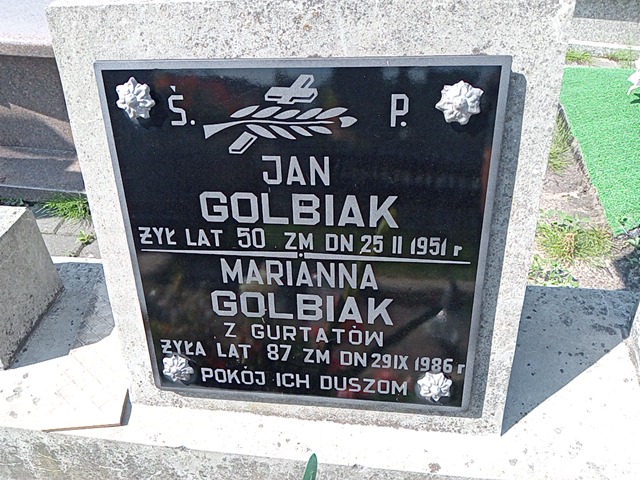 Ś. P.
JAN
GOLBIAK
ŻYŁ LAT 50 ZM DN 25 II 1951 r
MARIANNA
GOLBIAK
Z GURTATÓW
ŻYŁA LAT 87 ZM DN 29 IX 1986 r
POKÓJ ICH DUSZOM